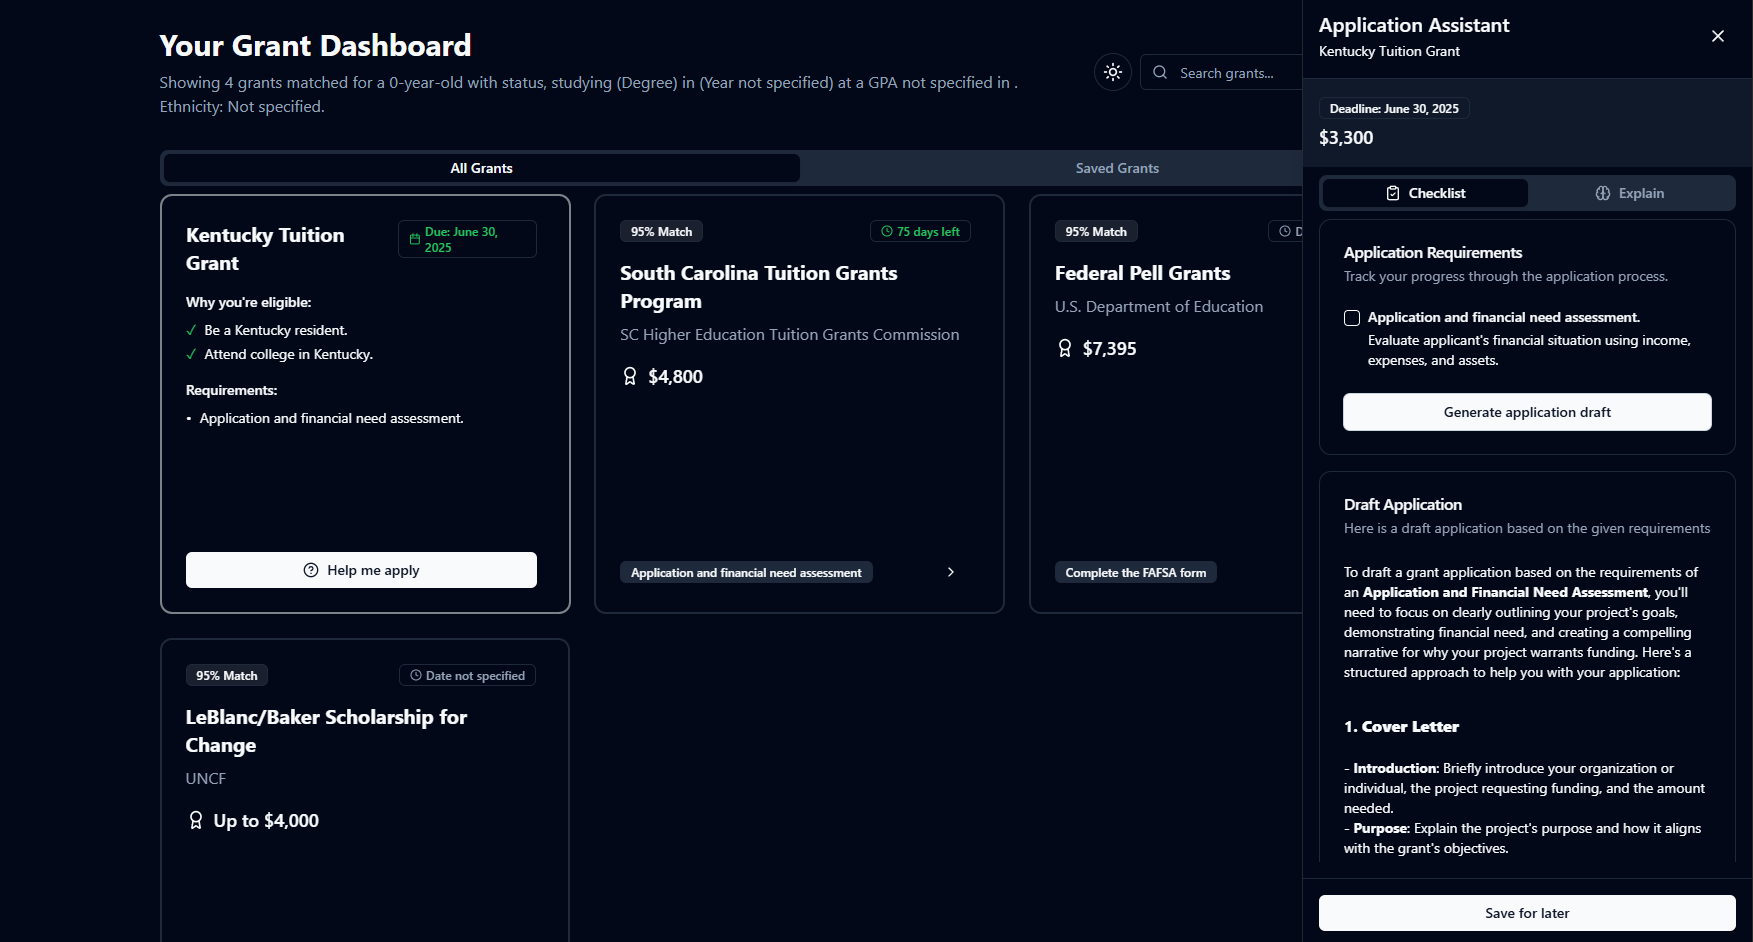 Your Grant Dashboard
Showing 4 grants matched for a 0-year-old with status, studying (Degree) in (Year not specified) at a GPA not specified in .
Ethnicity: Not specified.
Search grants...
All Grants
Saved Grants
Kentucky Tuition
Grant
Due: June 30,
2025
Why you're eligible:
✓ Be a Kentucky resident.
✓ Attend college in Kentucky.
Requirements:
• Application and financial need assessment.
Help me apply
95% Match
75 days left
South Carolina Tuition Grants
Program
SC Higher Education Tuition Grants Commission
$4,800
Application and financial need assessment
95% Match
D
Federal Pell Grants
U.S. Department of Education
$7,395
Complete the FAFSA form
95% Match
Date not specified
LeBlanc/Baker Scholarship for
Change
UNCF
Up to $4,000
Application Assistant
Kentucky Tuition Grant
Deadline: June 30, 2025
$3,300
Checklist
Explain
Application Requirements
Track your progress through the application process.
Application and financial need assessment.
Evaluate applicant's financial situation using income,
expenses, and assets.
Generate application draft
Draft Application
Here is a draft application based on the given requirements
To draft a grant application based on the requirements of
an Application and Financial Need Assessment, you'll
need to focus on clearly outlining your project's goals,
demonstrating financial need, and creating a compelling
narrative for why your project warrants funding. Here's a
structured approach to help you with your application:
1. Cover Letter
- Introduction: Briefly introduce your organization or
individual, the project requesting funding, and the amount
needed.
- Purpose: Explain the project's purpose and how it aligns
with the grant's objectives.
Save for later